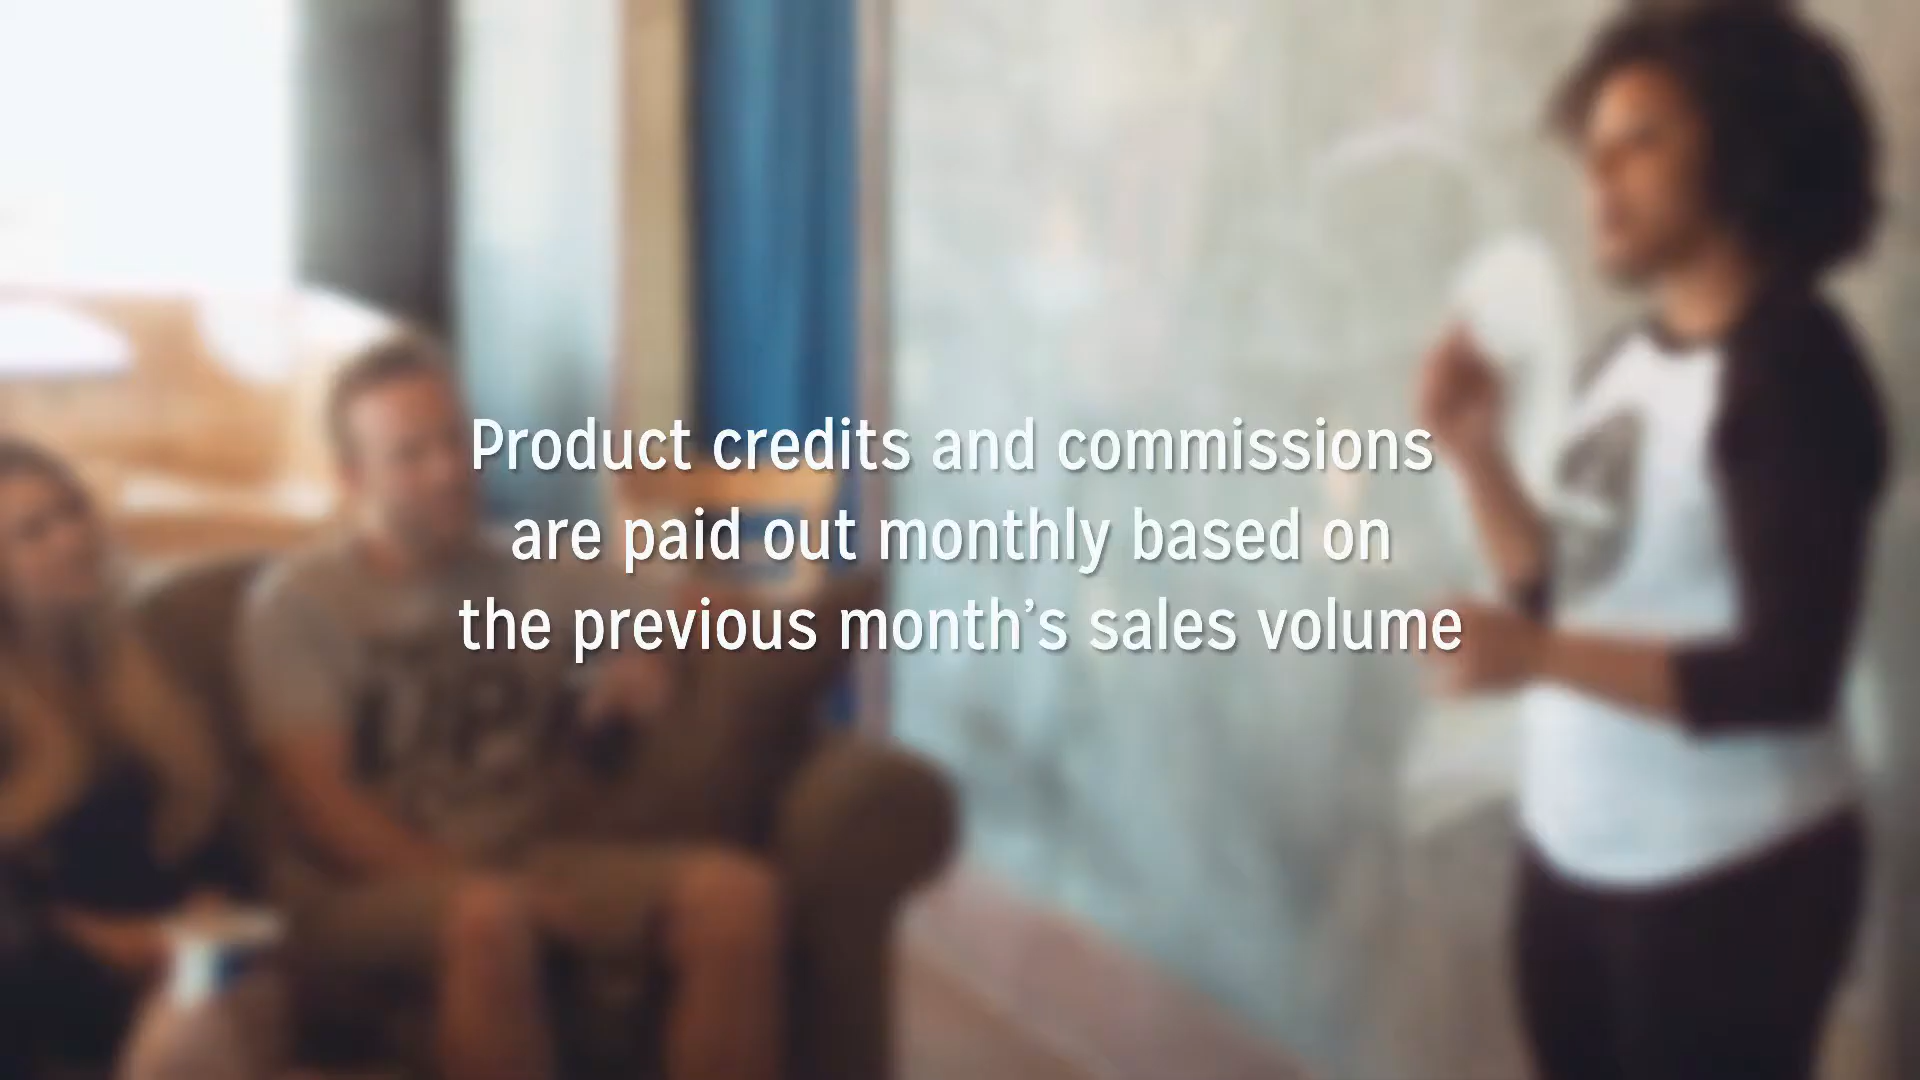 Product credits and commissions
are paid out monthly based on
the previous month’s sales volume